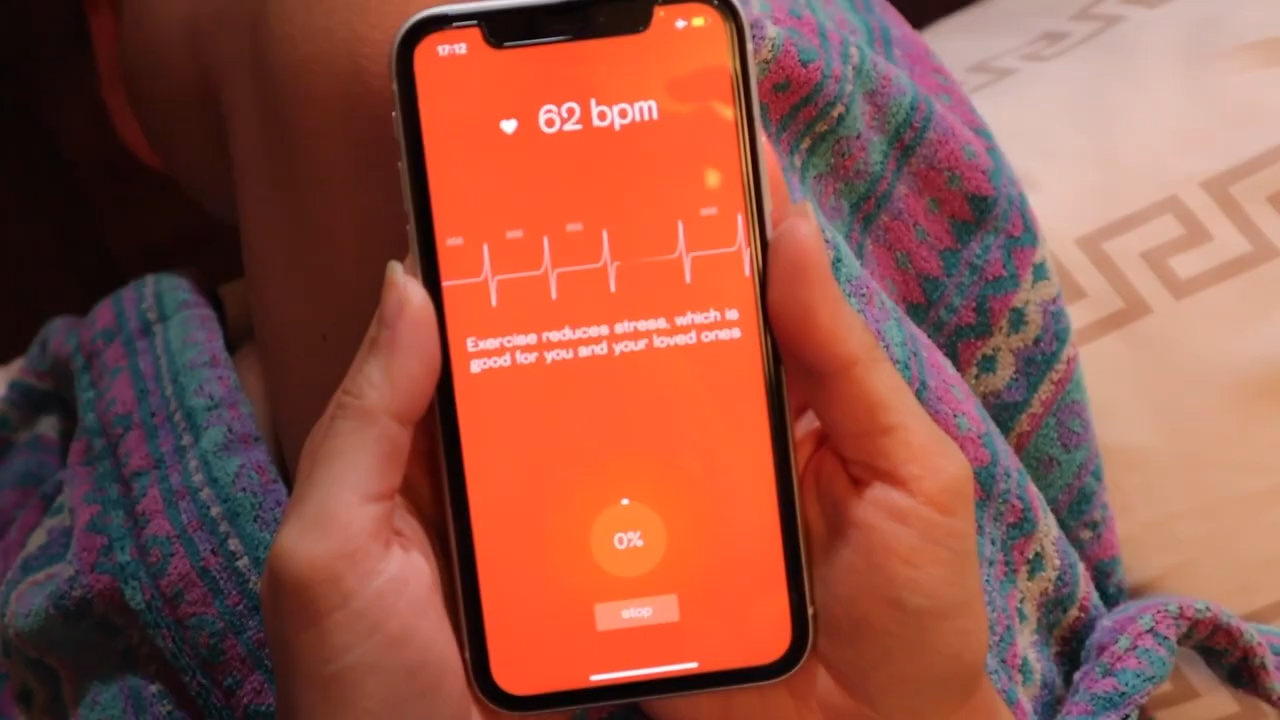 17:12
62 bpm
Exercise reduces stress, which is
good for you and your loved ones
0%
stop